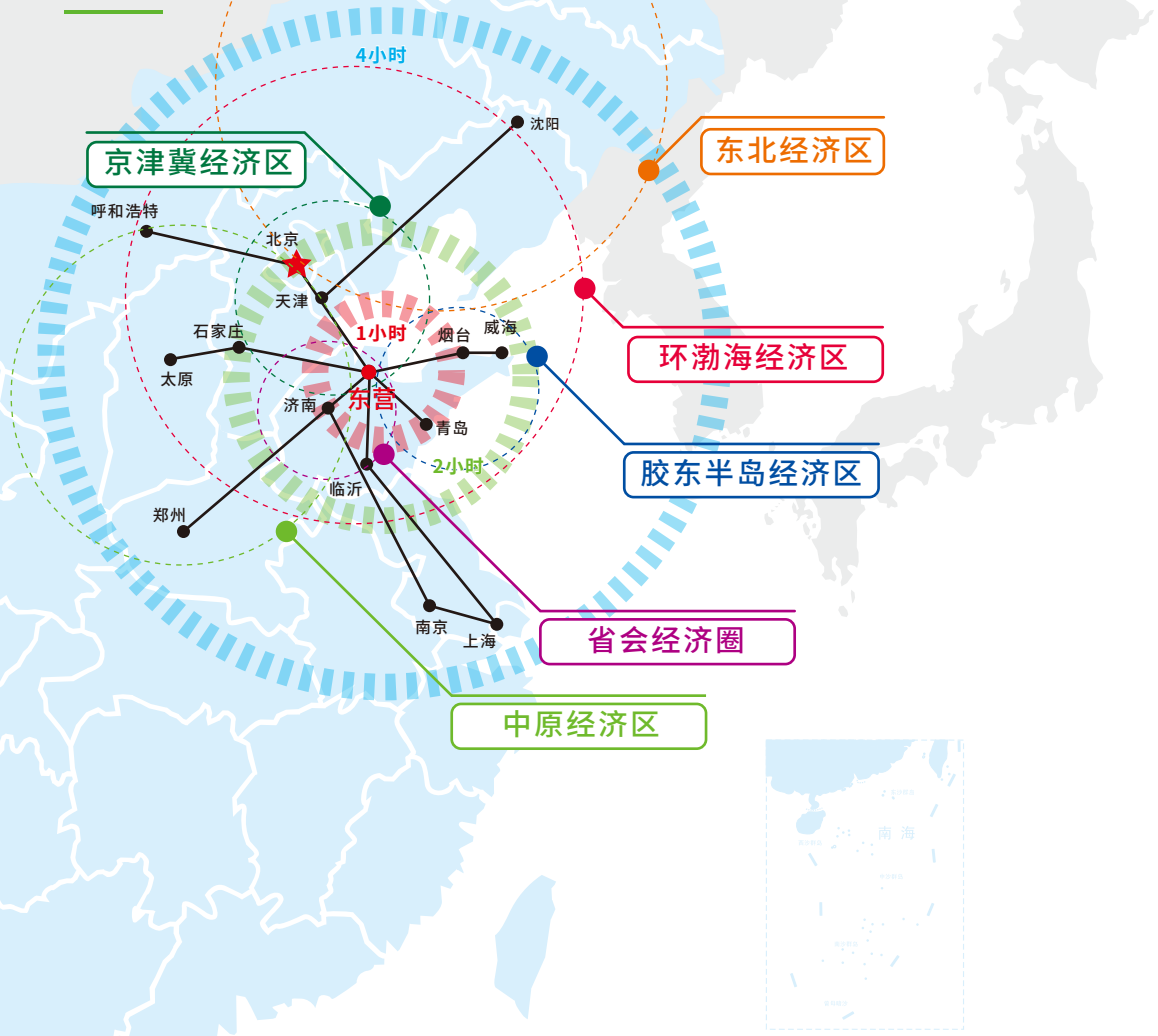 4小时
沈阳
东北经济区
京津冀经济区
呼和浩特
北京
环渤海经济区
天津
石家庄
1小时
烟台
威海
太原
东营
济南
青岛
胶东半岛经济区
2小时
临沂
郑州
省会经济圈
南京
上海
中原经济区
南 海